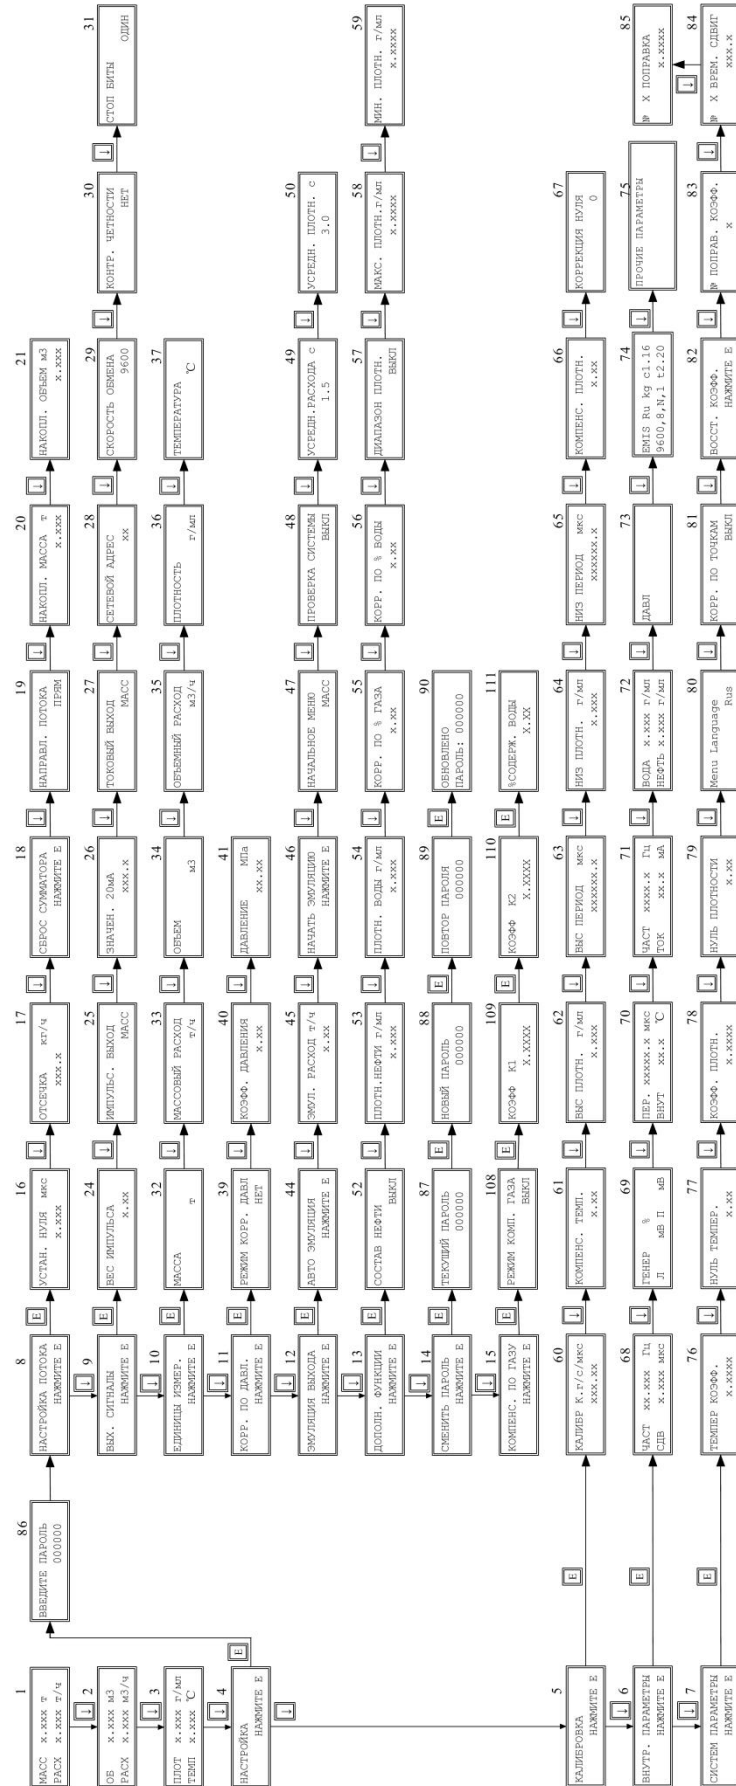 1
МАСС x.xxx т
РАСХ x.xxx т/ч
↓
2
ОБ x.xxx м3
РАСХ x.xxx м3/ч
↓
3
ПЛОТ x.xxx г/мл
ТЕМП x.xxx °C
↓
4
НАСТРОЙКА
НАЖМИТЕ E
↓
5
КАЛИБРОВКА
НАЖМИТЕ E
↓
6
ВНУТР. ПАРАМЕТРЫ
НАЖМИТЕ E
↓
7
СИСТЕМ ПАРАМЕТРЫ
НАЖМИТЕ E
E
86
ВВЕДИТЕ ПАРОЛЬ
000000
8
НАСТРОЙКА ПОТОКА
НАЖМИТЕ E
E
16
УСТАН. НУЛЯ мкс
x.xxx
↓
17
ОТСЕЧКА кг/ч
xxx.x
↓
18
СБРОС СУММАТОРА
НАЖМИТЕ E
↓
19
НАПРАВЛ. ПОТОКА
ПРЯМ
↓
20
НАКОПЛ. МАССА т
x.xxx
↓
21
НАКОПЛ. ОБЪЕМ м3
x.xxx
↓
9
ВЫХ. СИГНАЛЫ
НАЖМИТЕ E
E
24
ВЕС ИМПУЛЬСА
x.xx
↓
25
ИМПУЛЬС. ВЫХОД
МАСС
↓
26
ЗНАЧЕН. 20мА
xxx.x
↓
27
ТОКОВЫЙ ВЫХОД
МАСС
↓
28
СЕТЕВОЙ АДРЕС
xx
↓
29
СКОРОСТЬ ОБМЕНА
9600
↓
30
КОНТР. ЧЕТНОСТИ
НЕТ
↓
31
СТОП БИТЫ
ОДИН
↓
10
ЕДИНИЦЫ ИЗМЕР.
НАЖМИТЕ E
E
32
МАССА
т
↓
33
МАССОВЫЙ РАСХОД
т/ч
↓
34
ОБЪЕМ
м3
↓
35
ОБЪЕМНЫЙ РАСХОД
м3/ч
↓
36
ПЛОТНОСТЬ
г/мл
↓
37
ТЕМПЕРАТУРА
°C
↓
11
КОРР. ПО ДАВЛ.
НАЖМИТЕ E
E
39
РЕЖИМ КОРР. ДАВЛ
НЕТ
↓
40
КОЭФФ. ДАВЛЕНИЯ
x.xx
↓
41
ДАВЛЕНИЕ МПа
xx.xx
↓
12
ЭМУЛЯЦИЯ ВЫХОДА
НАЖМИТЕ E
E
44
АВТО ЭМУЛЯЦИЯ
НАЖМИТЕ E
↓
45
ЭМУЛ. РАСХОД т/ч
x.xxx
↓
46
НАЧАТЬ ЭМУЛЯЦИЮ
НАЖМИТЕ E
↓
47
НАЧАЛЬНОЕ МЕНЮ
МАСС
↓
48
ПРОВЕРКА СИСТЕМЫ
ВЫКЛ
↓
49
УСРЕДН.РАСХОДА с
1.5
↓
50
УСРЕДН. ПЛОТН. с
3.0
↓
13
ДОПОЛН. ФУНКЦИИ
НАЖМИТЕ E
E
52
СОСТАВ НЕФТИ
ВЫКЛ
↓
53
ПЛОТН.НЕФТИ г/мл
x.xxx
↓
54
ПЛОТН. ВОДЫ г/мл
x.xxx
↓
55
КОРР. ПО % ГАЗА
x.xx
↓
56
КОРР. ПО % ВОДЫ
x.xx
↓
57
ДИАПАЗОН ПЛОТН.
ВЫКЛ
↓
58
МАКС. ПЛОТН.г/мл
x.xxxx
↓
59
МИН. ПЛОТН. г/мл
x.xxxx
↓
14
СМЕНИТЬ ПАРОЛЬ
НАЖМИТЕ E
E
87
ТЕКУЩИЙ ПАРОЛЬ
000000
E
88
НОВЫЙ ПАРОЛЬ
000000
E
89
ПОВТОР ПАРОЛЯ
000000
E
90
ОБНОВЛЕНО
ПАРОЛЬ: 000000
↓
15
КОМПЕНС. ПО ГАЗУ
НАЖМИТЕ E
E
108
РЕЖИМ КОМП. ГАЗА
ВЫКЛ
E
109
КОЭФФ K1
X.XXXX
E
110
КОЭФФ K2
X.XXXX
E
111
%СОДЕРЖ. ВОДЫ
X.XX
E
60
КАЛИБР К.г/с/мкс
xxx.xx
↓
61
КОМПЕНС. ТЕМП.
x.xx
↓
62
ВЫС ПЛОТН. г/мл
x.xxx
↓
63
ВЫС ПЕРИОД мкс
xxxxxx.x
↓
64
НИЗ ПЛОТН. г/мл
x.xxx
↓
65
НИЗ ПЕРИОД мкс
xxxxxx.x
↓
66
КОМПЕНС. ПЛОТН.
x.xx
↓
67
КОРРЕКЦИЯ НУЛЯ
0
E
68
ЧАСТ xx.xxx Гц
СДВ x.xxx мкс
↓
69
ГЕНЕР %
Л мВ П мВ
↓
70
ПЕР. xxxxx.x мкс
ВНУТ xx.x °C
↓
71
ЧАСТ xxxx.x Гц
ТОК xx.x мА
↓
72
ВОДА x.xxx г/мл
НЕФТЬ x.xxx г/мл
↓
73
ДАВЛ
↓
74
EMIS Ru kg c1.16
9600,8,N,1 t2.20
↓
75
ПРОЧИЕ ПАРАМЕТРЫ
E
76
ТЕМПЕР КОЭФФ.
x.xxxx
↓
77
НУЛЬ ТЕМПЕР.
x.xx
↓
78
КОЭФФ. ПЛОТН.
x.xxxx
↓
79
НУЛЬ ПЛОТНОСТИ
x.xx
↓
80
Menu Language
Rus
↓
81
КОРР. ПО ТОЧКАМ
ВЫКЛ
↓
82
ВОССТ. КОЭФФ.
НАЖМИТЕ E
↓
83
№ ПОПРАВ. КОЭФФ.
x
↓
84
№ X ВРЕМ. СДВИГ
xxx.x
↓
85
№ X ПОПРАВКА
x.xxxx